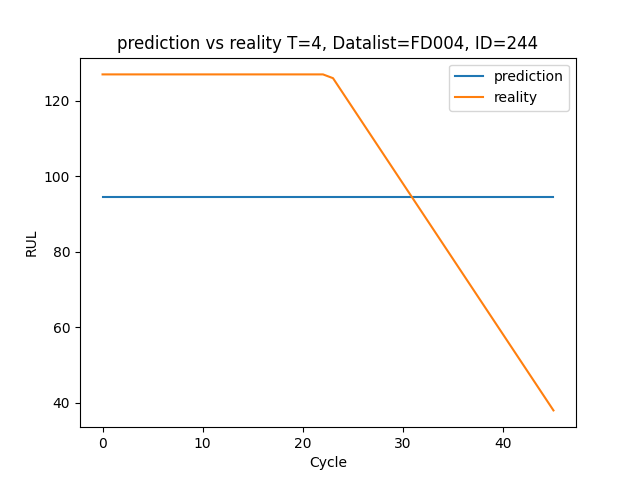 prediction vs reality T=4, Datalist=FD004, ID=244
prediction
reality
RUL
120
100
80
60
40
0 10 20 30 40
Cycle